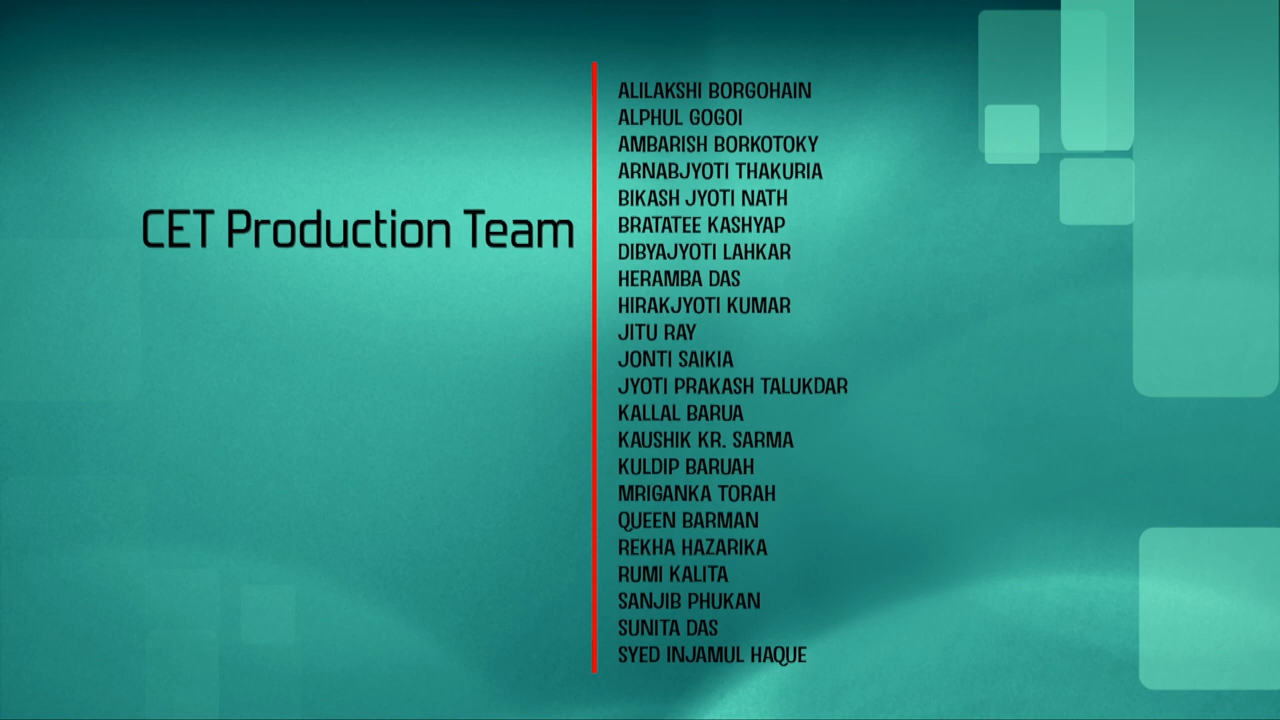 CET Production Team
ALILAKSHI BORGOHAIN
ALPHUL GOGOI
AMBARISH BORKOTOKY
ARNABJYOTI THAKURIA
BIKASH JYOTI NATH
BRATATEE KASHYAP
DIBYAJYOTI LAHKAR
HERAMBA DAS
HIRAKJYOTI KUMAR
JITU RAY
JONTI SAIKIA
JYOTI PRAKASH TALUKDAR
KALLAL BARUA
KAUSHIK KR. SARMA
KULDIP BARUAH
MRIGANKA TORAH
QUEEN BARMAN
REKHA HAZARIKA
RUMI KALITA
SANJIB PHUKAN
SUNITA DAS
SYED INJAMUL HAQUE